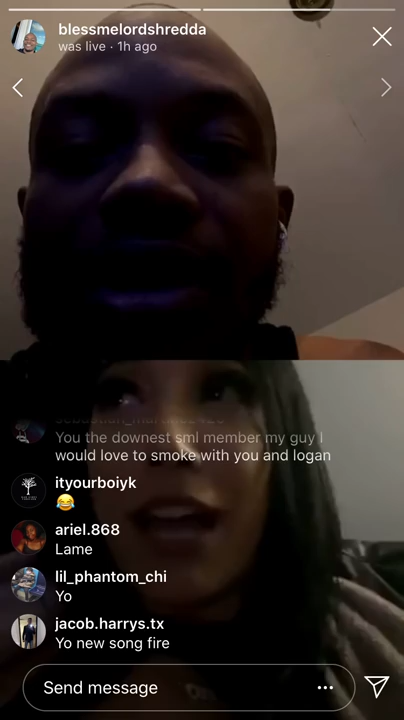 blessmelordshredda
was live · 1h ago
You the downest sml member my guy I
would love to smoke with you and logan
ityourboiyk
😂
ariel.868
Lame
lil_phantom_chi
Yo
jacob.harrys.tx
Yo new song fire
Send message